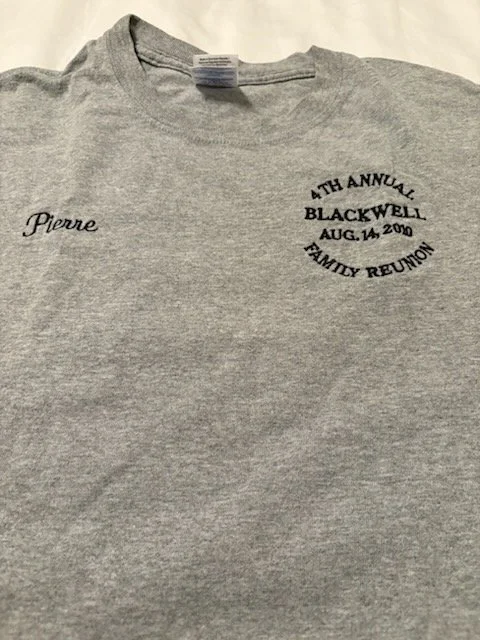 Pierre
4TH ANNUAL
BLACKWELL
AUG. 14, 2010
FAMILY REUNION